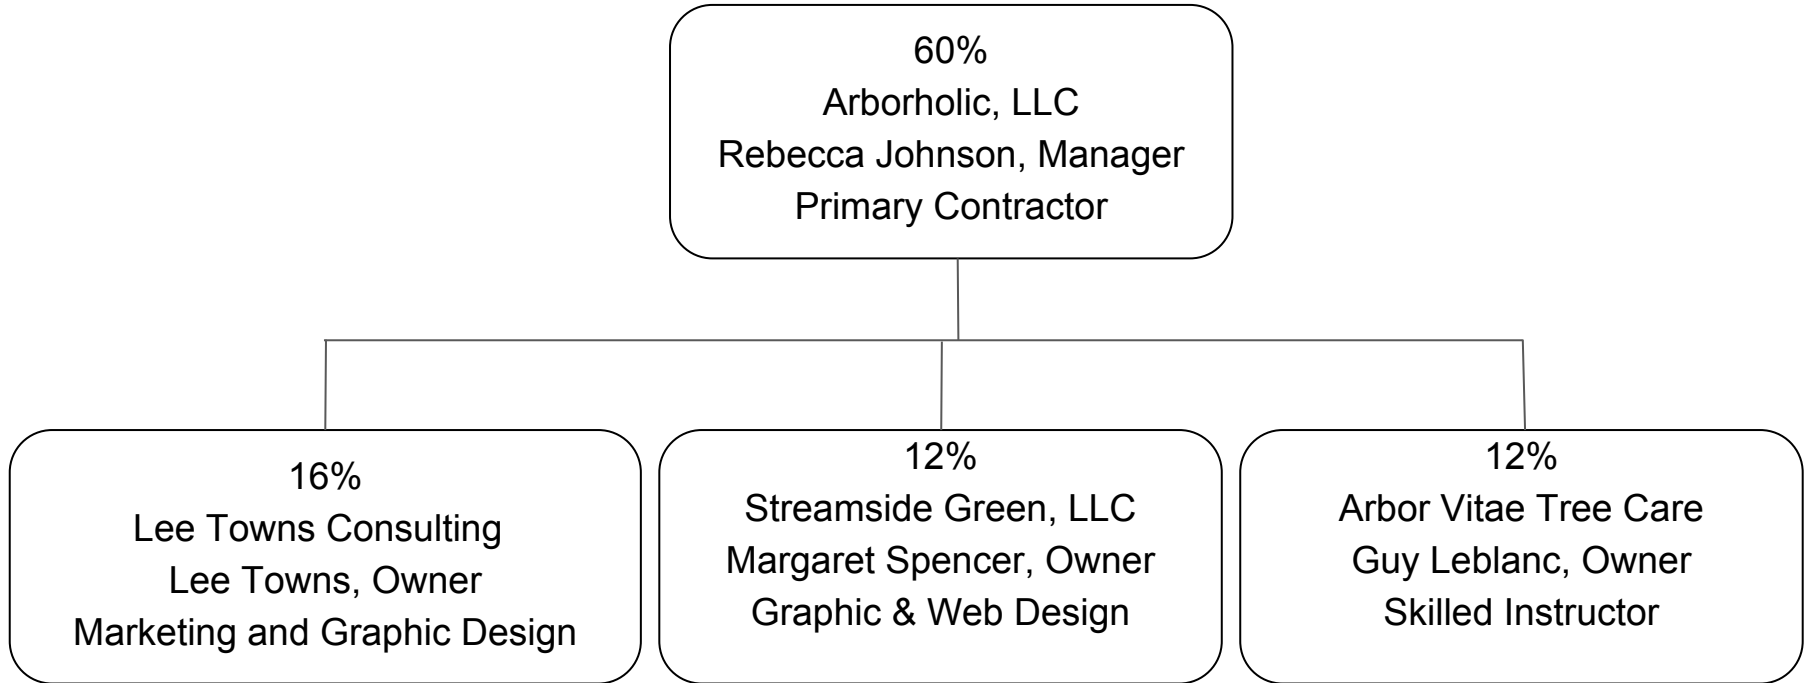 60%
Arborholic, LLC
Rebecca Johnson, Manager
Primary Contractor
16%
Lee Towns Consulting
Lee Towns, Owner
Marketing and Graphic Design
12%
Streamside Green, LLC
Margaret Spencer, Owner
Graphic & Web Design
12%
Arbor Vitae Tree Care
Guy Leblanc, Owner
Skilled Instructor